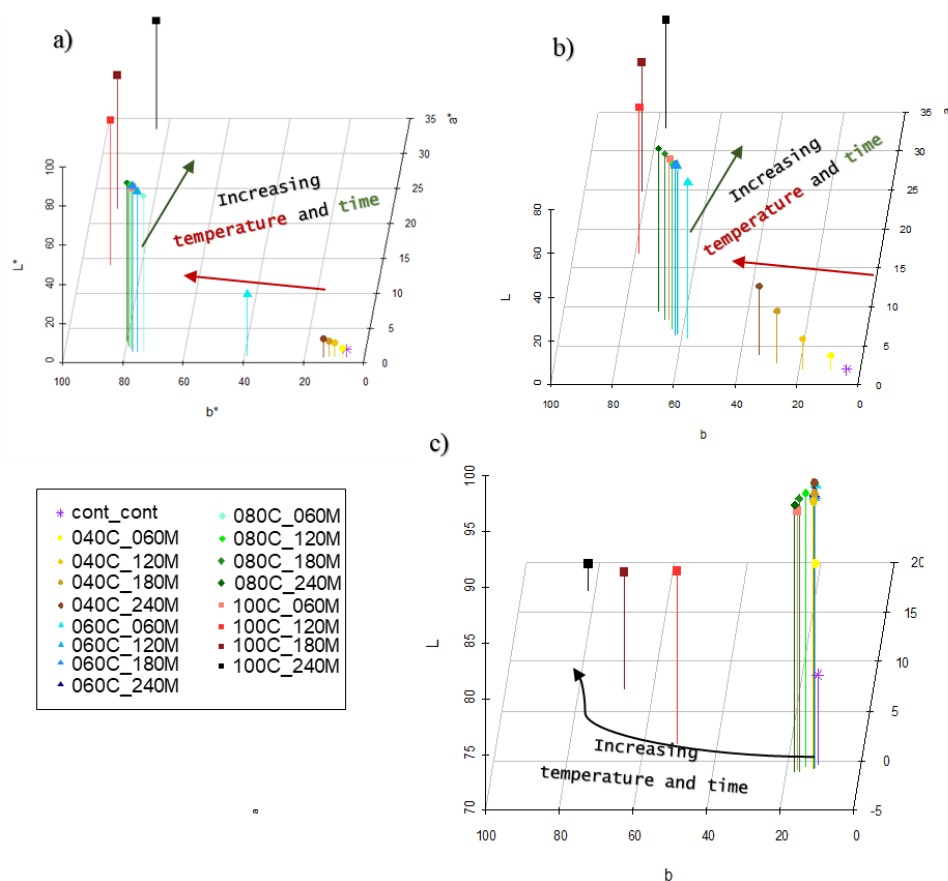 a)
b)
35
30
25
20
15
10
5
0
a*
100
80
60
40
20
0
L*
100
80
60
40
20
0
b*
Increasing
temperature and time
35
30
25
20
15
10
5
0
a
80
60
40
20
0
L
100
80
60
40
20
0
b
Increasing
temperature and time
c)
cont_cont
040C_060M
040C_120M
040C_180M
040C_240M
060C_060M
060C_120M
060C_180M
060C_240M
080C_060M
080C_120M
080C_180M
080C_240M
100C_060M
100C_120M
100C_180M
100C_240M
a
100
95
90
85
80
75
70
L
20
15
10
5
0
-5
100
80
60
40
20
0
b
Increasing
temperature and time